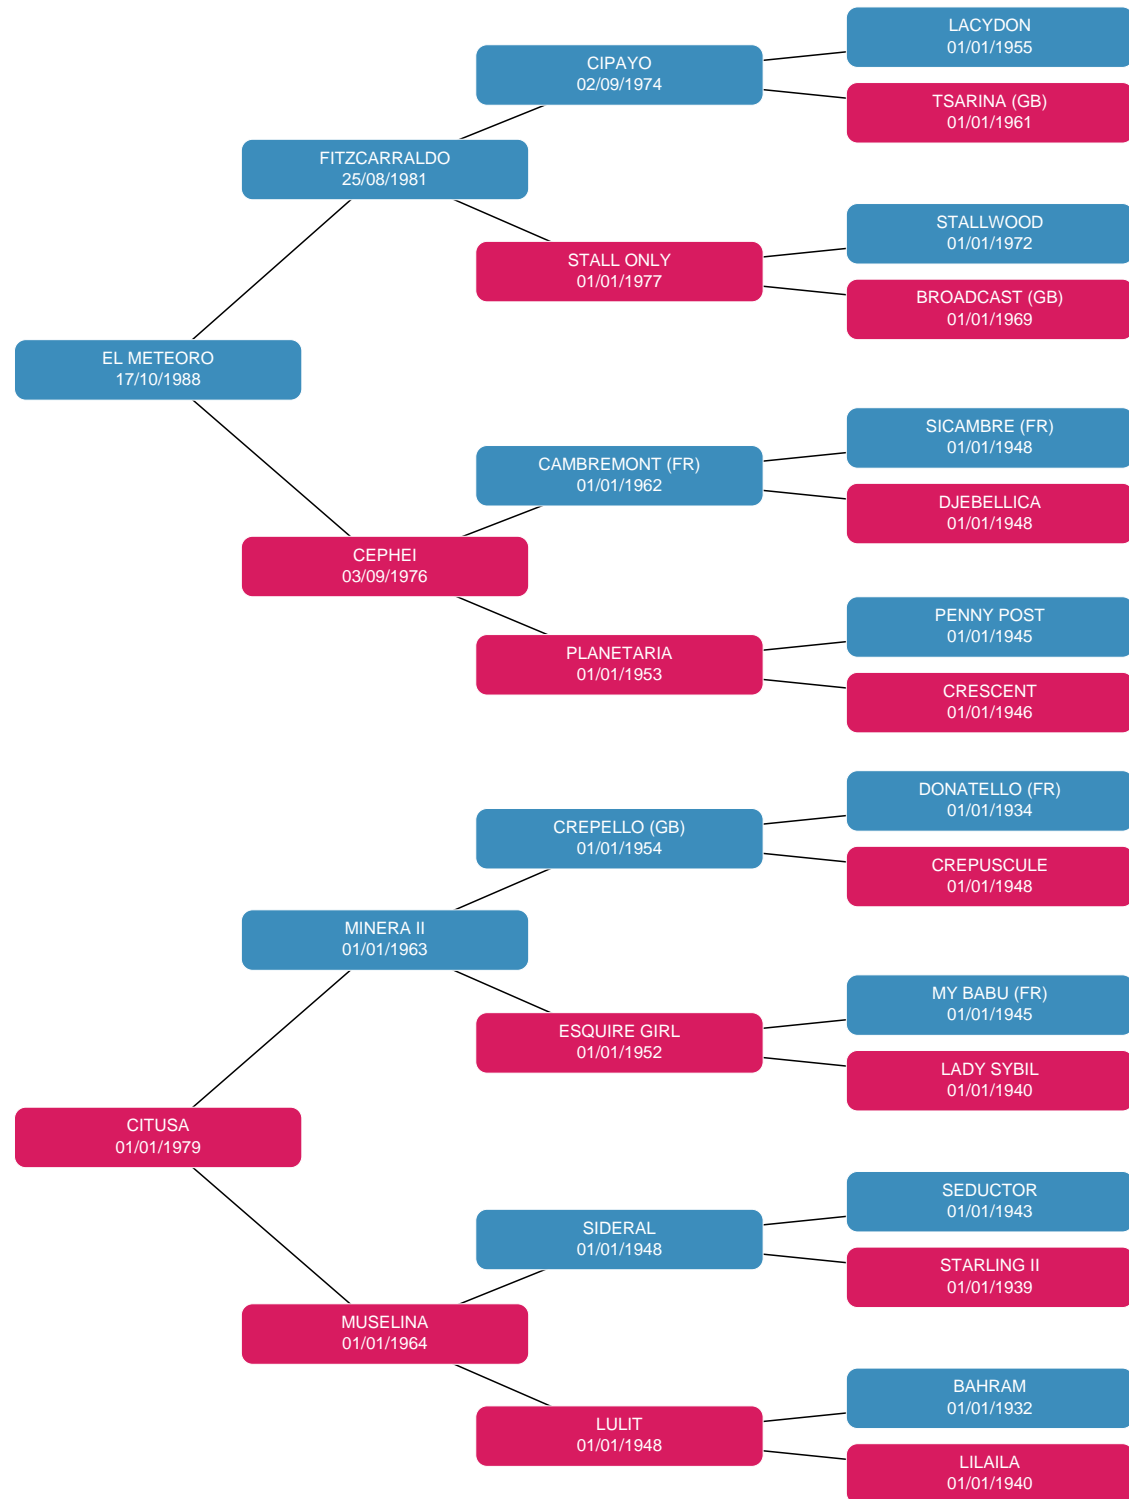 LACYDON
01/01/1955
CIPAYO
02/09/1974
TSARINA (GB)
01/01/1961
FITZCARRALDO
25/08/1981
STALLWOOD
01/01/1972
STALL ONLY
01/01/1977
BROADCAST (GB)
01/01/1969
EL METEORO
17/10/1988
SICAMBRE (FR)
01/01/1948
CAMBREMONT (FR)
01/01/1962
DJEBELLICA
01/01/1948
CEPHEI
03/09/1976
PENNY POST
01/01/1945
PLANETARIA
01/01/1953
CRESCENT
01/01/1946
DONATELLO (FR)
01/01/1934
CREPELLO (GB)
01/01/1954
CREPUSCULE
01/01/1948
MINERA II
01/01/1963
MY BABU (FR)
01/01/1945
ESQUIRE GIRL
01/01/1952
LADY SYBIL
01/01/1940
CITUSA
01/01/1979
SEDUCTOR
01/01/1943
SIDERAL
01/01/1948
STARLING II
01/01/1939
MUSELINA
01/01/1964
BAHRAM
01/01/1932
LULIT
01/01/1948
LILAILA
01/01/1940